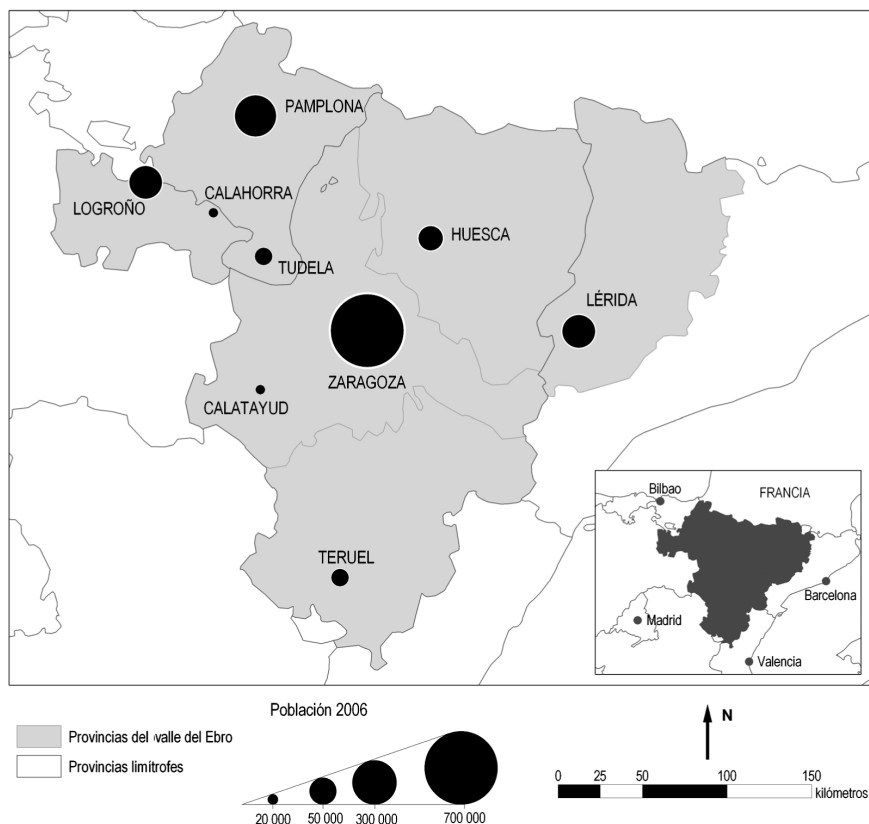 PAMPLONA
CALAHORRA
LOGROÑO
HUESCA
TUDELA
LÉRIDA
ZARAGOZA
CALATAYUD
TERUEL
Bilbao
FRANCIA
Barcelona
Madrid
Valencia
Población 2006
Provincias del valle del Ebro
Provincias limítrofes
20 000 50 000 300 000 700 000
N
0 25 50 100 150
kilómetros